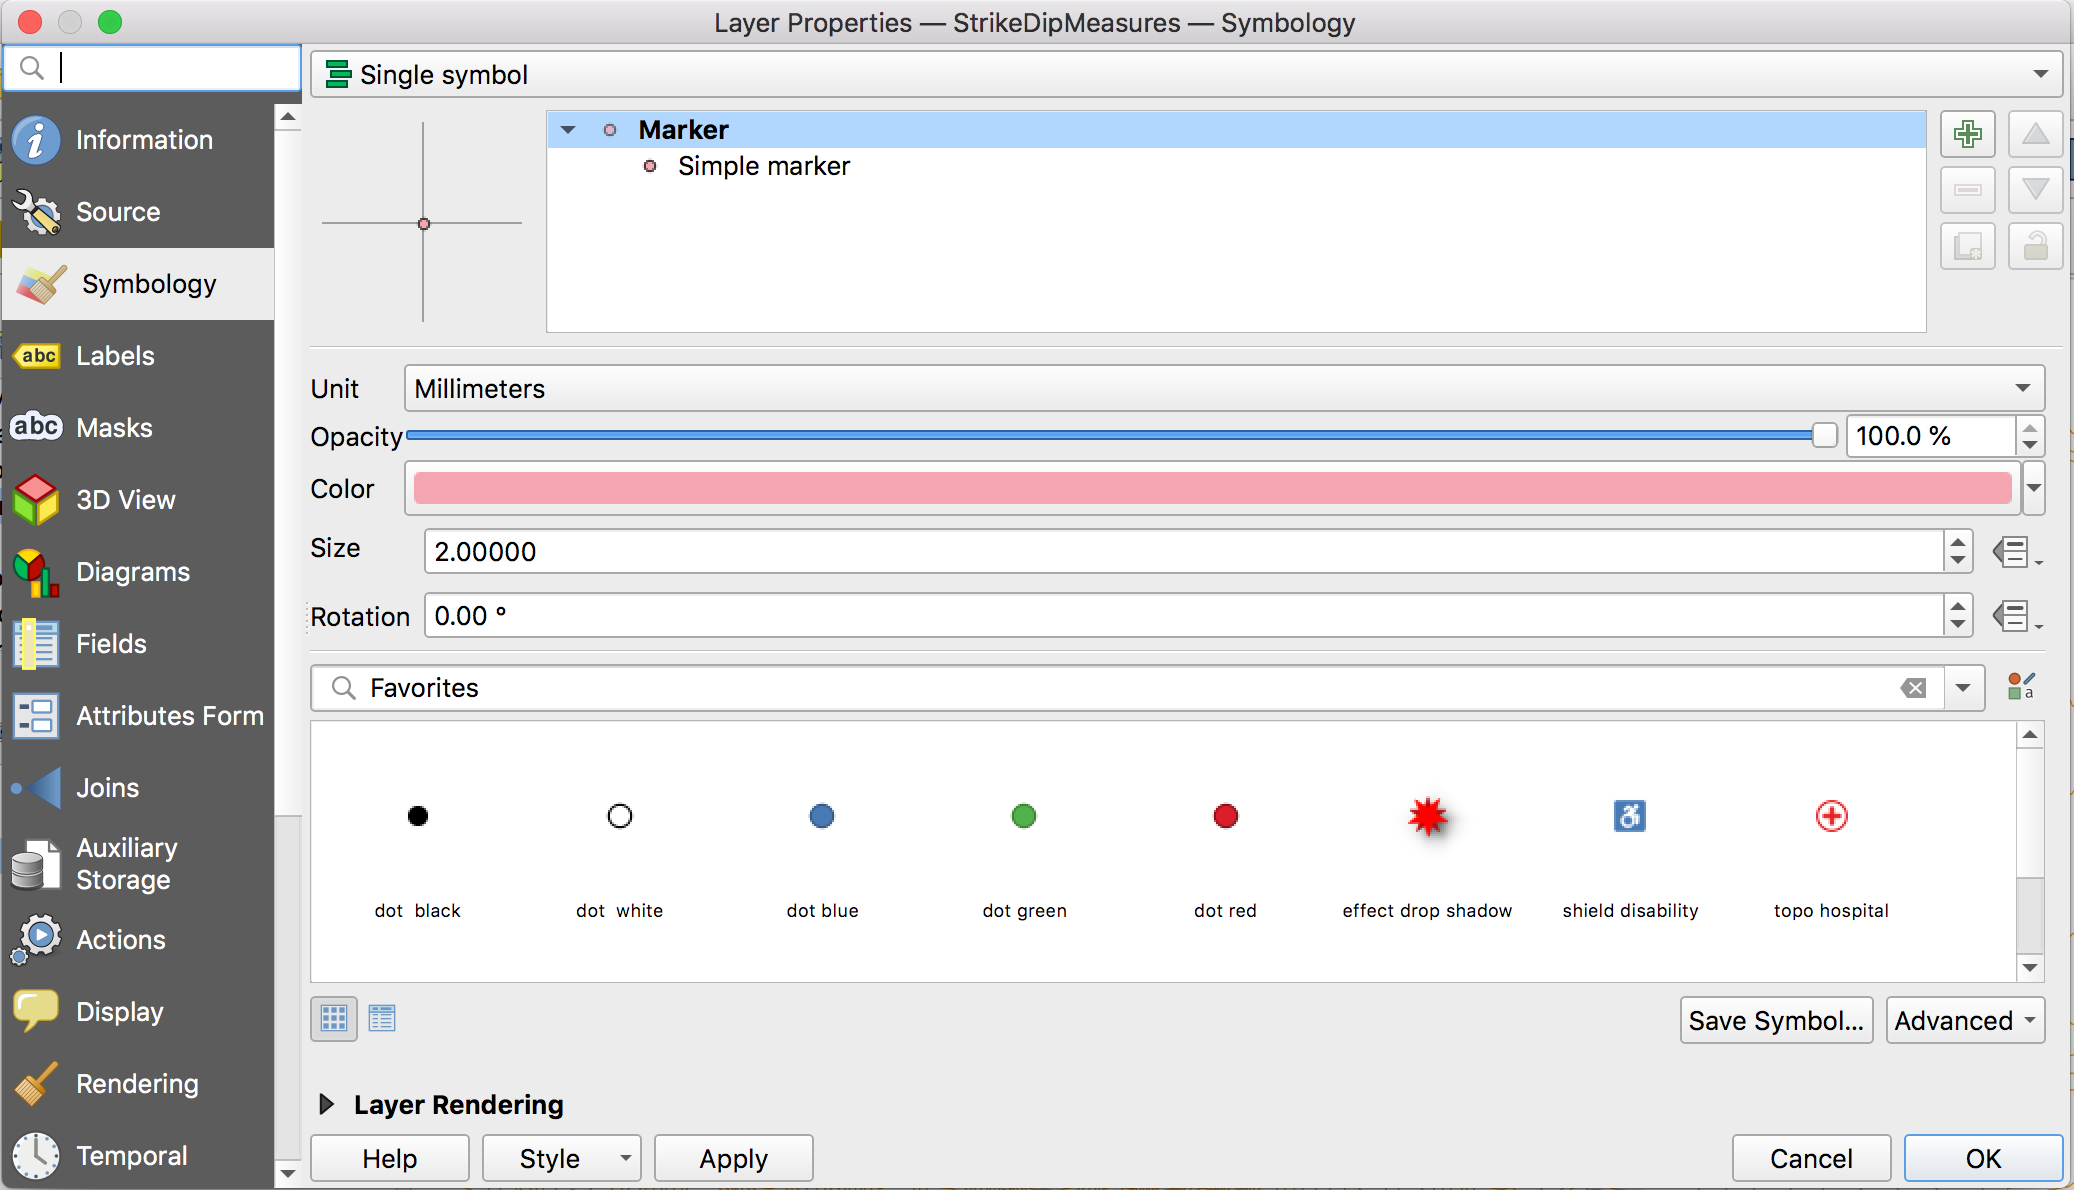 Layer Properties — StrikeDipMeasures — Symbology
Single symbol
Information
Source
Symbology
abc Labels
abc Masks
3D View
Diagrams
Fields
Attributes Form
Joins
Auxiliary
Storage
Actions
Display
Rendering
Temporal
Marker
Simple marker
Unit Millimeters
Opacity 100.0 %
Color
Size 2.00000
Rotation 0.00 °
Favorites
a
dot  black dot  white dot blue dot green dot red effect drop shadow shield disability topo hospital
Save Symbol... Advanced
Layer Rendering
Help Style Apply Cancel OK